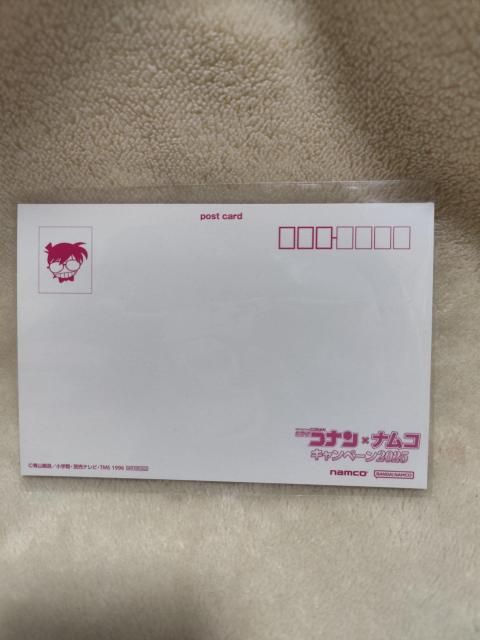 post card
名探偵コナン×ナムコ
キャンペーン2025
©青山剛昌/小学館・読売テレビ・TMS 1996
namco
BANDAI NAMCO